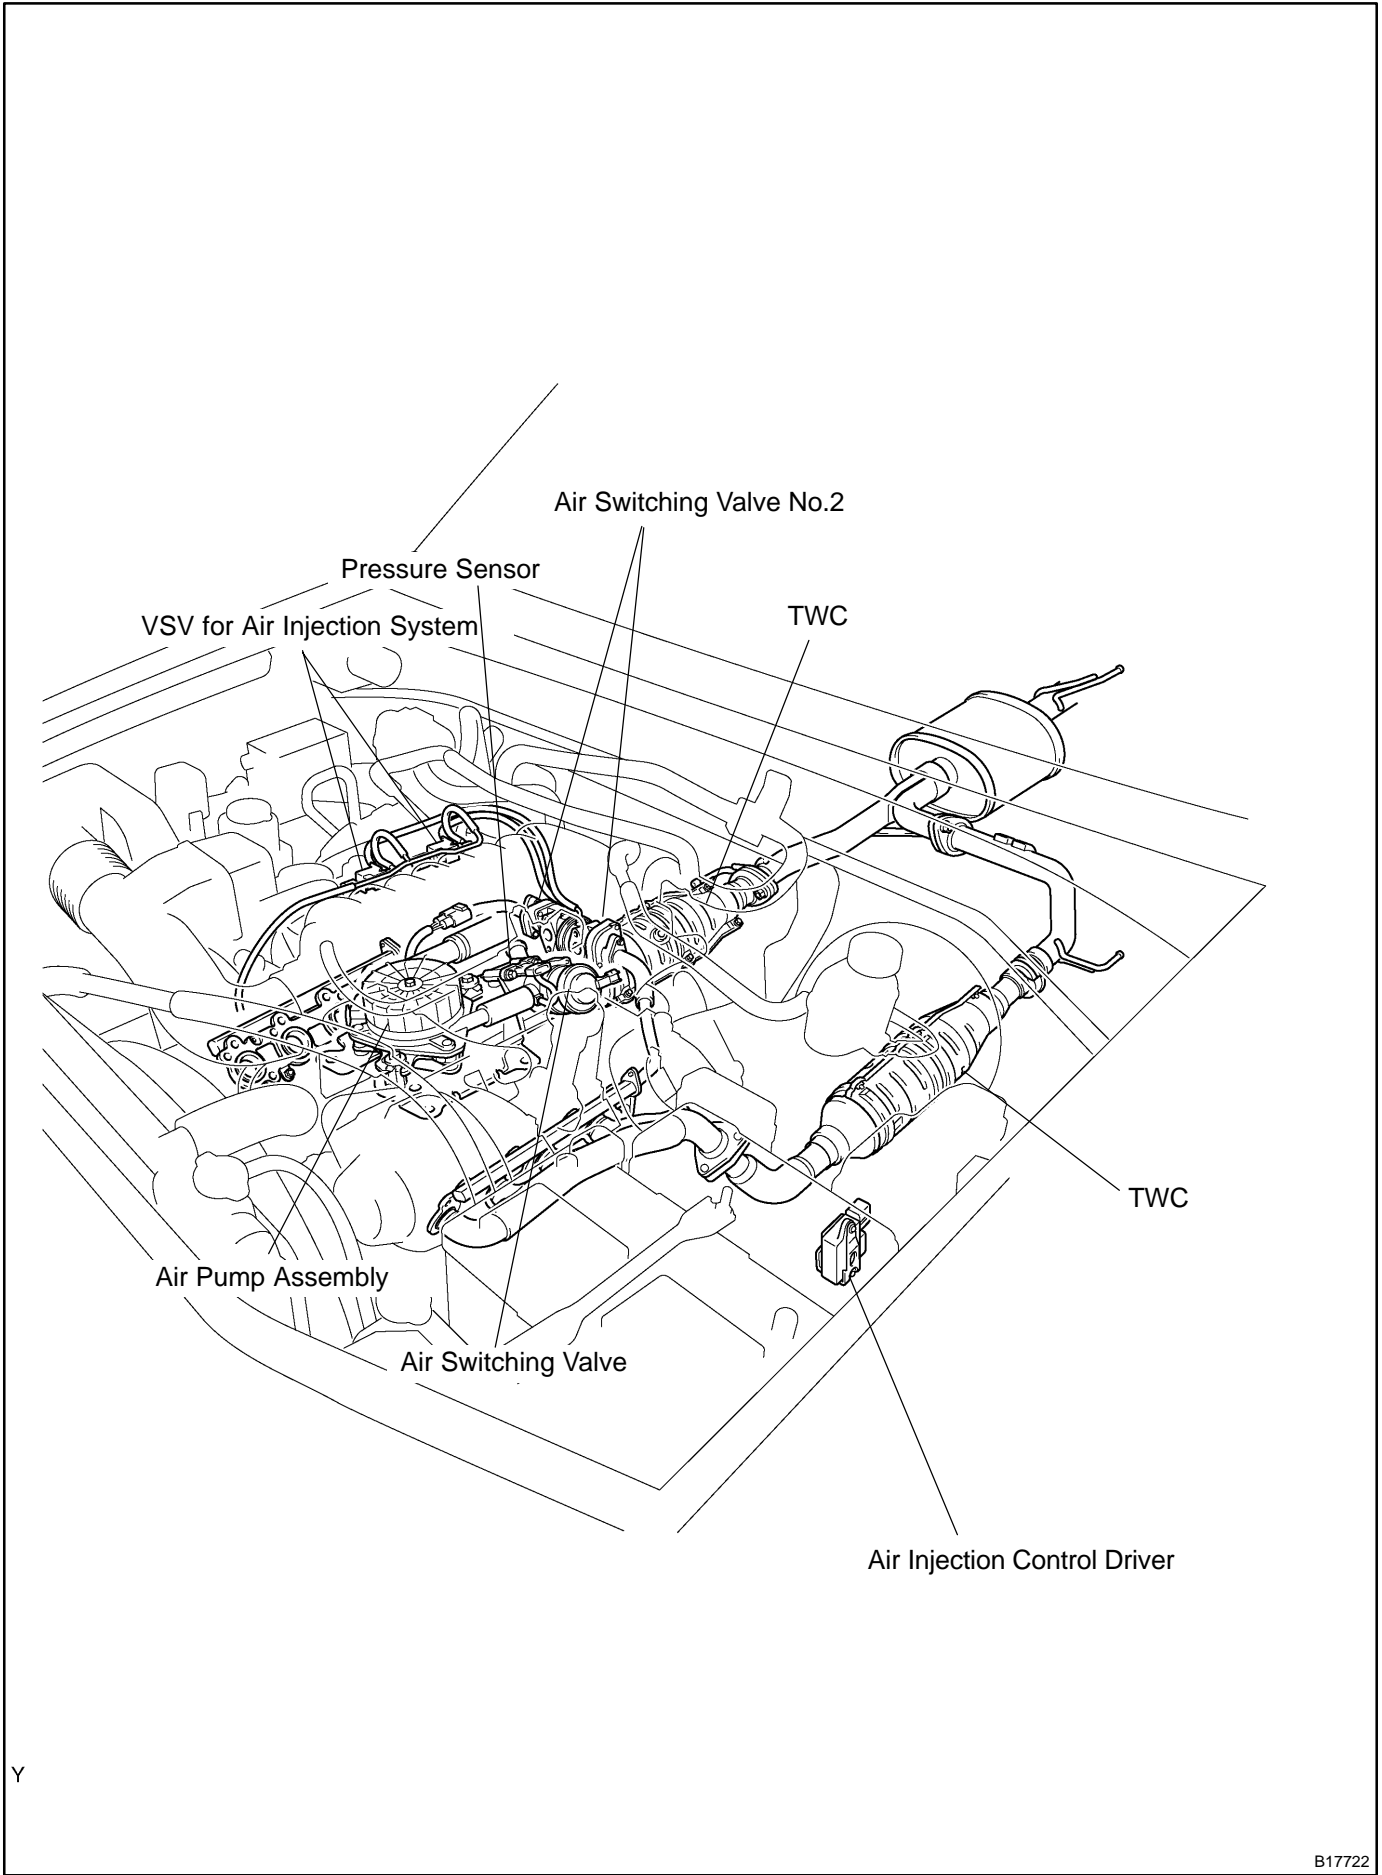 Air Switching Valve No.2
Pressure Sensor
TWC
VSV for Air Injection System
TWC
Air Pump Assembly
Air Switching Valve
Air Injection Control Driver
Y
B17722